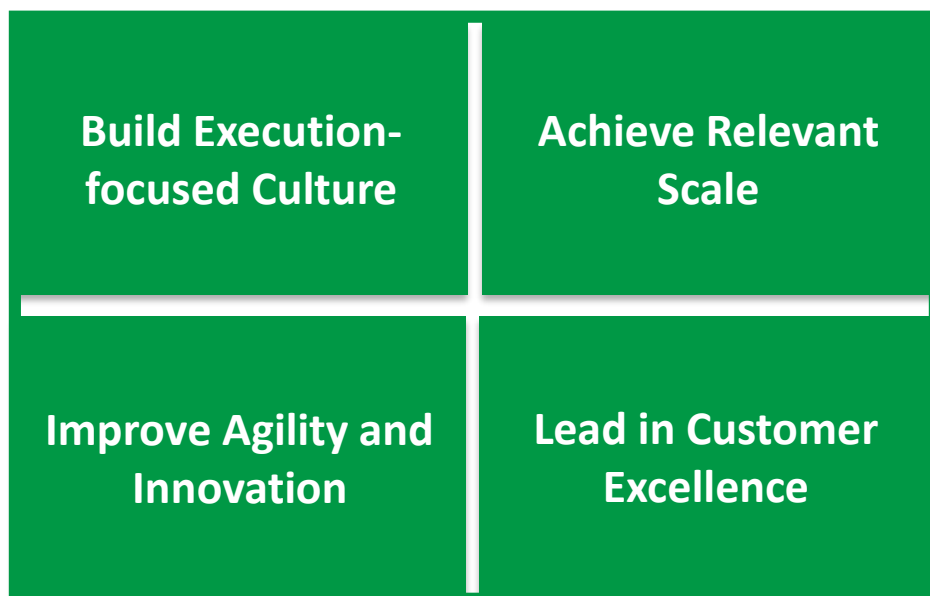 Build Execution-
focused Culture
Achieve Relevant
Scale
Improve Agility and
Innovation
Lead in Customer
Excellence